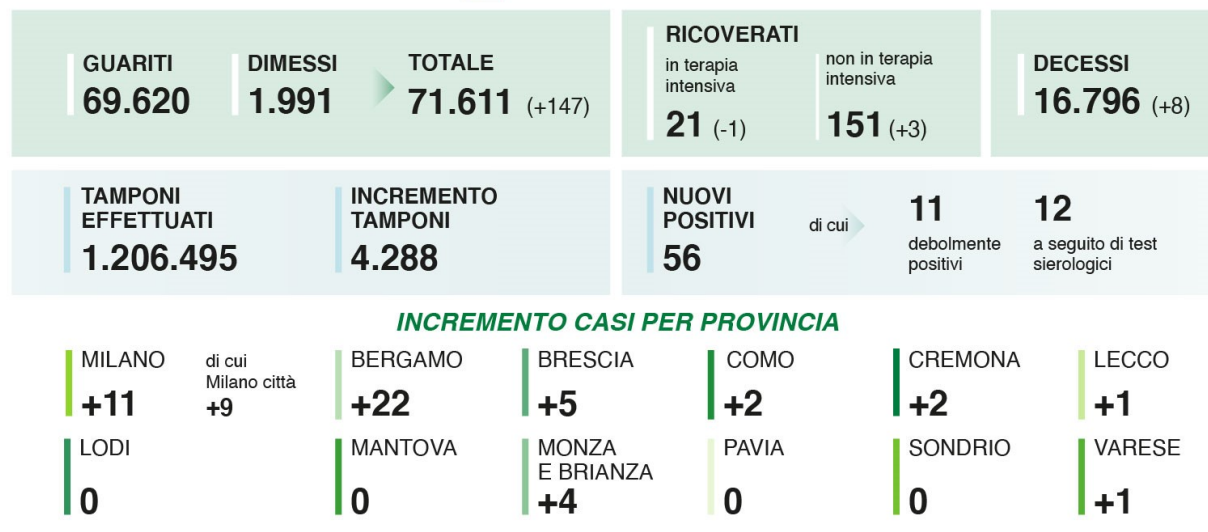 GUARITI
69.620
DIMESSI
1.991
TOTALE
71.611 (+147)
RICOVERATI
in terapia
intensiva
21 (-1)
non in terapia
intensiva
151 (+3)
DECESSI
16.796 (+8)
TAMPONI
EFFETTUATI
1.206.495
INCREMENTO
TAMPONI
4.288
NUOVI
POSITIVI
56
di cui
11
debolmente
positivi
12
a seguito di test
sierologici
INCREMENTO CASI PER PROVINCIA
MILANO
+11
di cui
Milano città
+9
BERGAMO
+22
BRESCIA
+5
COMO
+2
CREMONA
+2
LECCO
+1
LODI
0
MANTOVA
0
MONZA
E BRIANZA
+4
PAVIA
0
SONDRIO
0
VARESE
+1